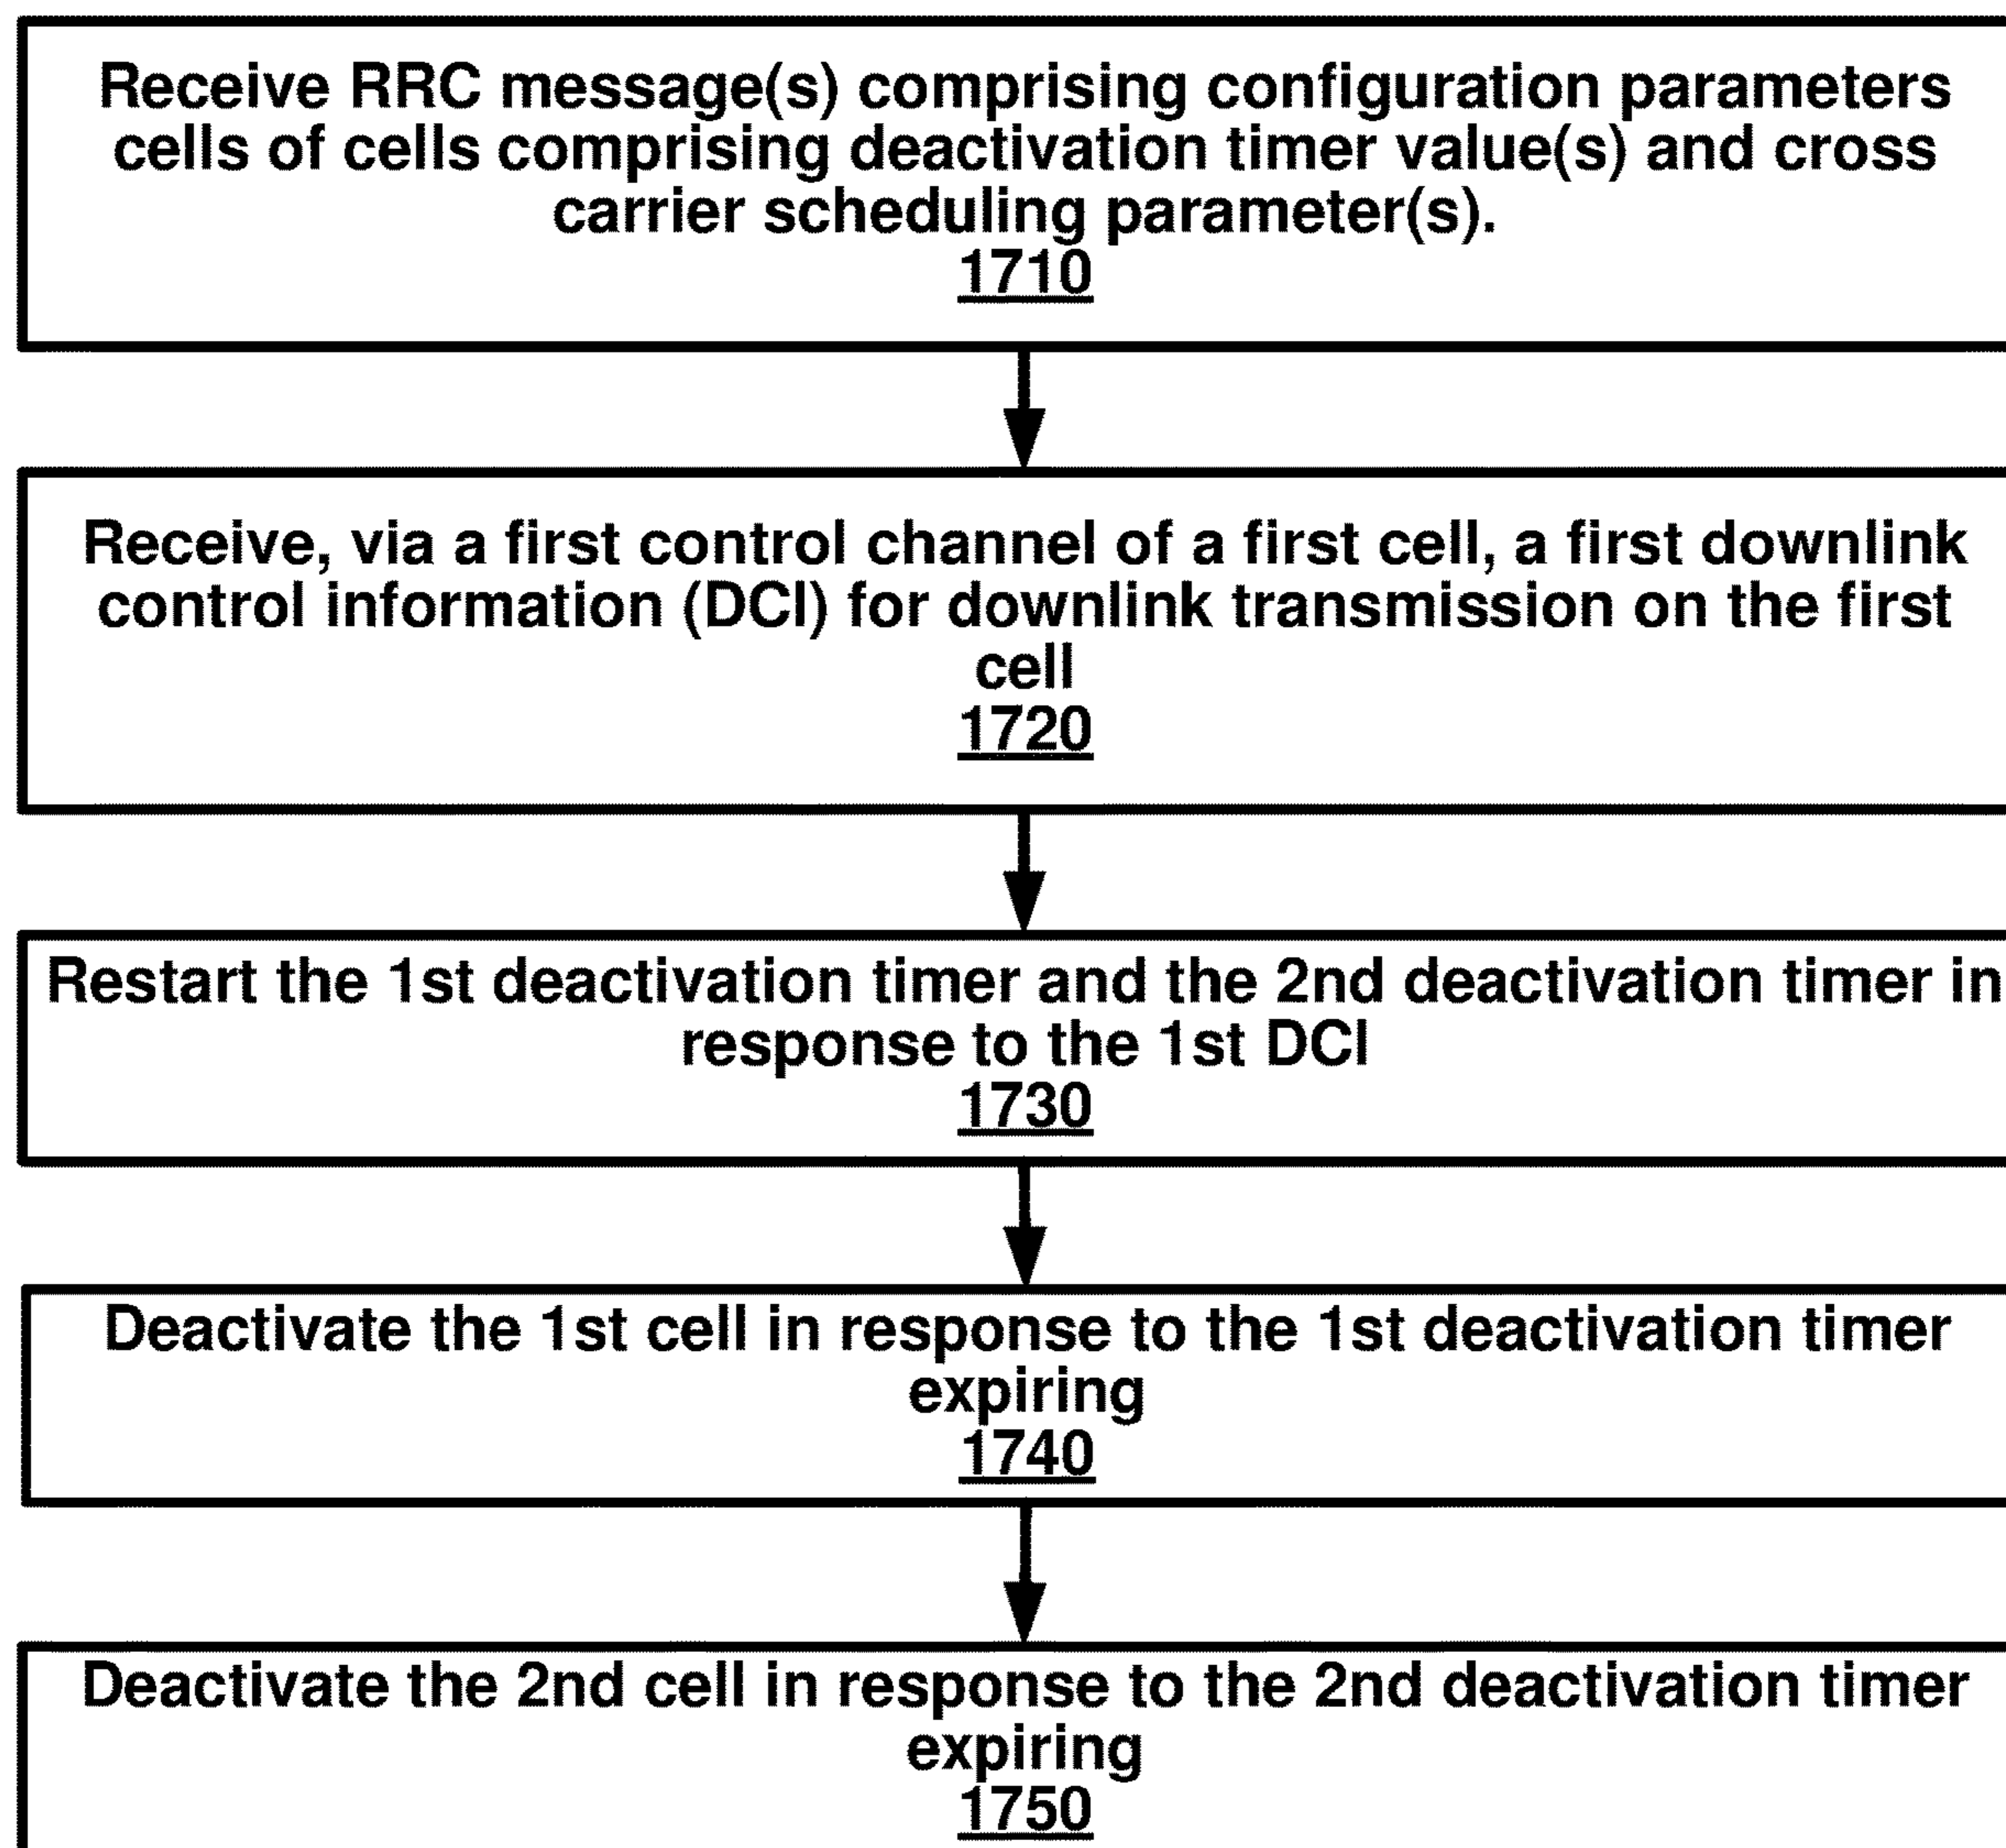 Receive RRC message(s) comprising configuration parameters
cells of cells comprising deactivation timer value(s) and cross
carrier scheduling parameter(s).
1710
Receive, via a first control channel of a first cell, a first downlink
control information (DCI) for downlink transmission on the first
cell
1720
Restart the 1st deactivation timer and the 2nd deactivation timer in
response to the 1st DCI
1730
Deactivate the 1st cell in response to the 1st deactivation timer
expiring
1740
Deactivate the 2nd cell in response to the 2nd deactivation timer
expiring
1750